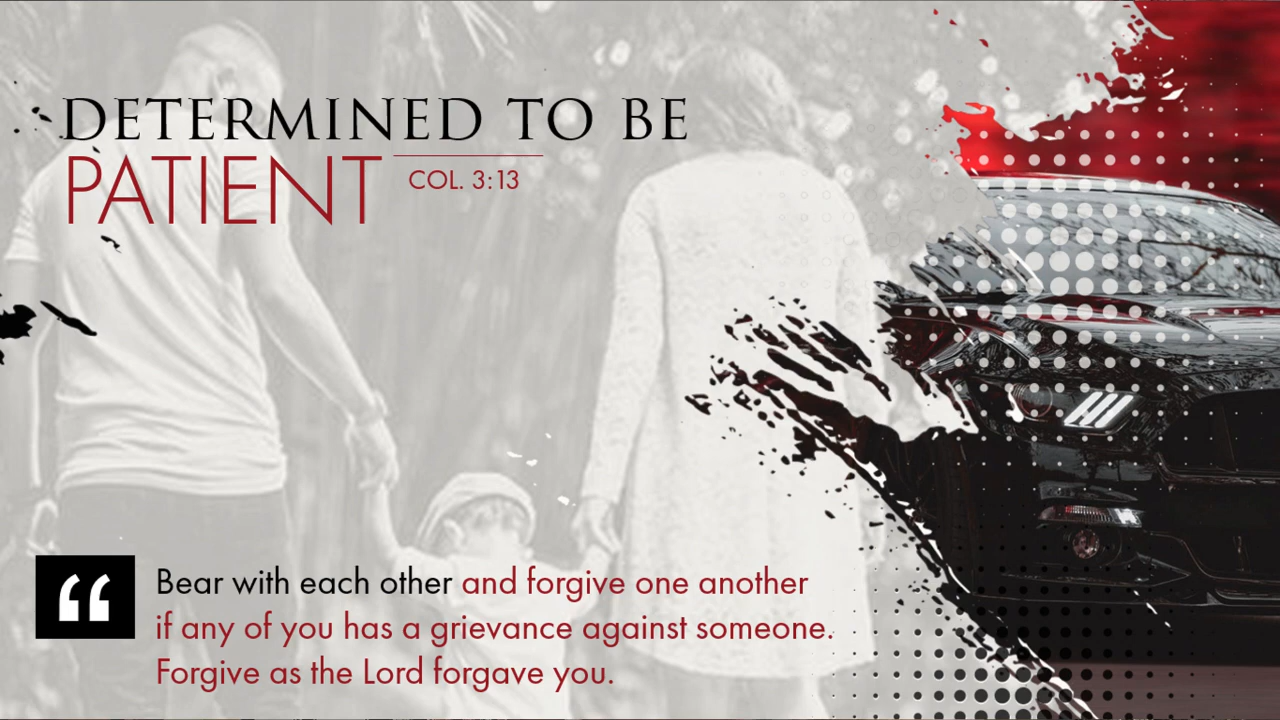 DETERMINED TO BE
PATIENT
COL. 3:13
“
Bear with each other and forgive one another
if any of you has a grievance against someone.
Forgive as the Lord forgave you.